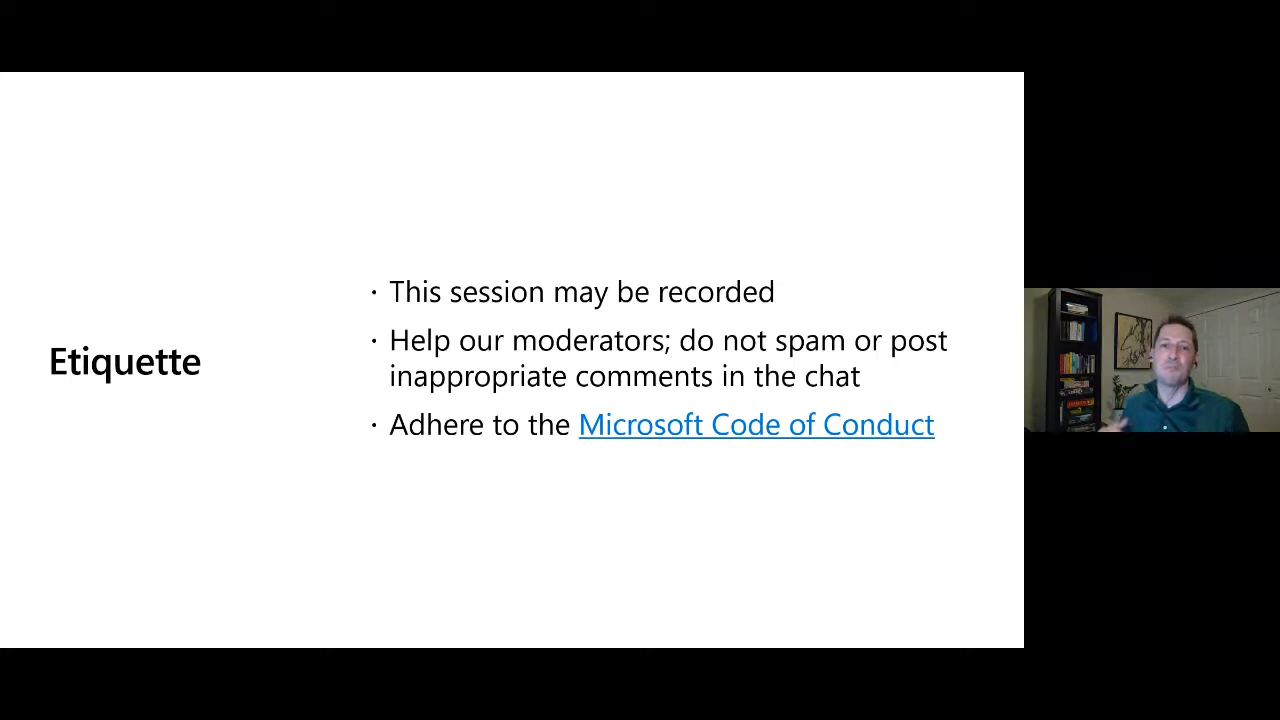 Etiquette
· This session may be recorded
· Help our moderators; do not spam or post
inappropriate comments in the chat
· Adhere to the Microsoft Code of Conduct